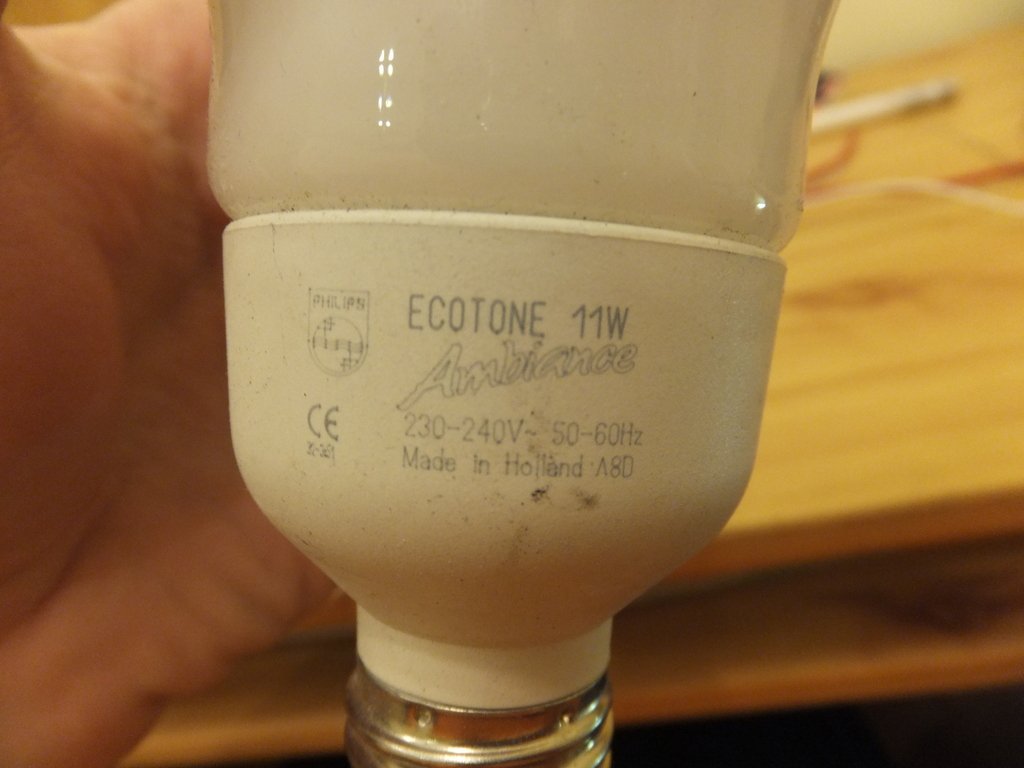 PHILIPS
ECOTONE 11W
Ambiance
CE
230-240V~ 50-60Hz
Made in Holland A8D